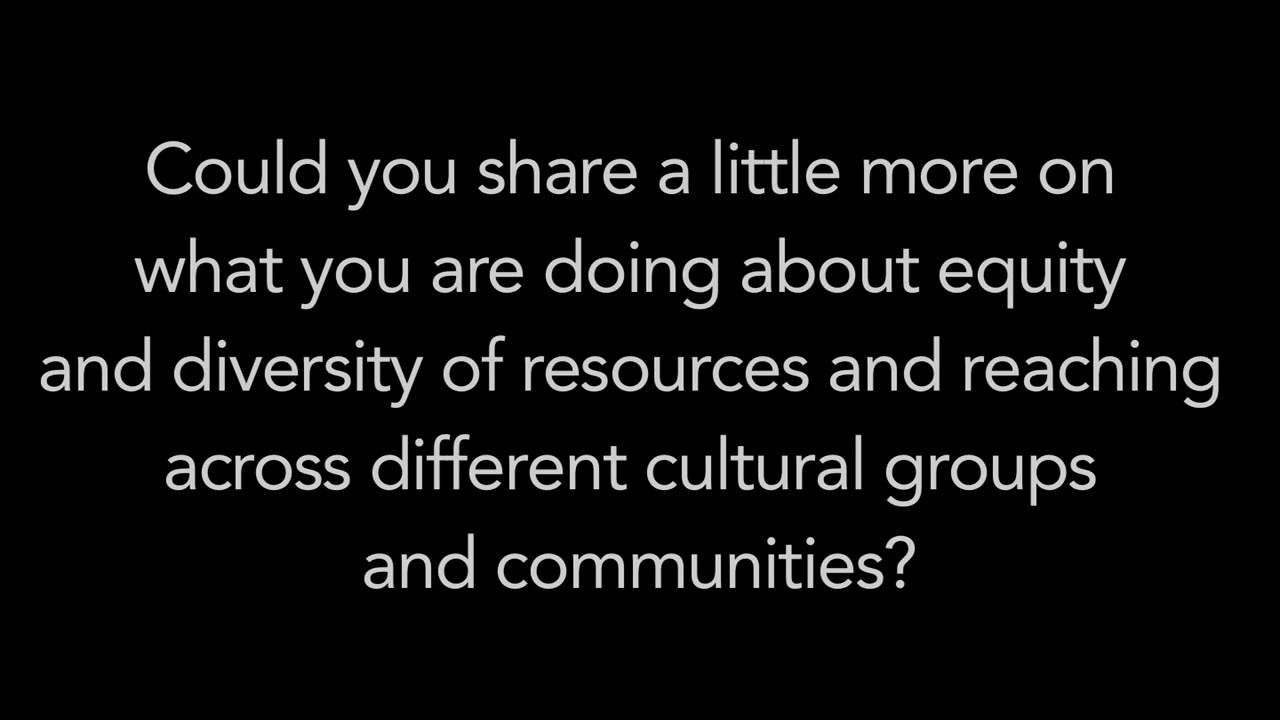 Could you share a little more on
what you are doing about equity
and diversity of resources and reaching
across different cultural groups
and communities?